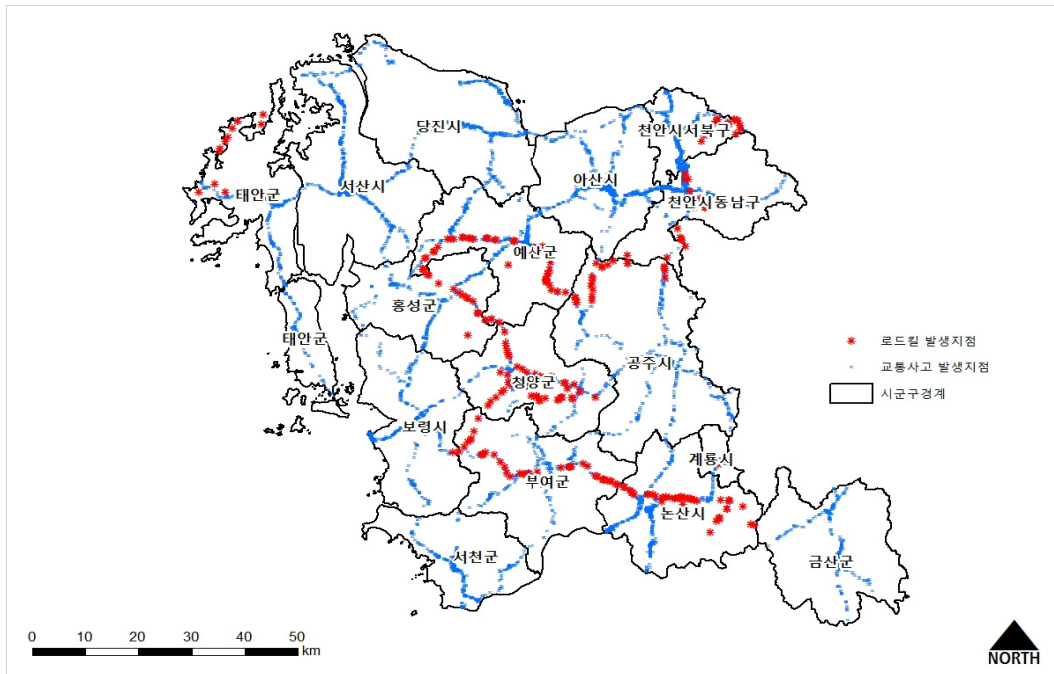 당진시
천안시서북구
서산시
아산시
태안군
천안시동남구
예산군
홍성군
태안군
공주시
청양군
보령시
계룡시
부여군
논산시
서천군
금산군
로드킬 발생지점
교통사고 발생지점
시군구경계
0 10 20 30 40 50
km
NORTH